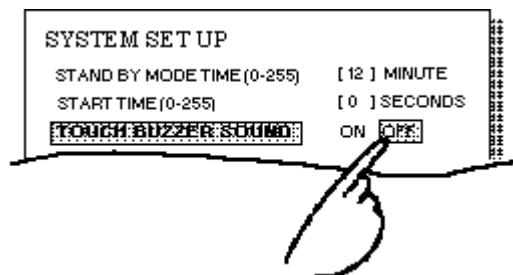 SYSTEM SET UP
STAND BY MODE TIME (0-255) [ 12 ] MINUTE
START TIME (0-255) [ 0 ] SECONDS
TOUCH BUZZER SOUND ON OFF